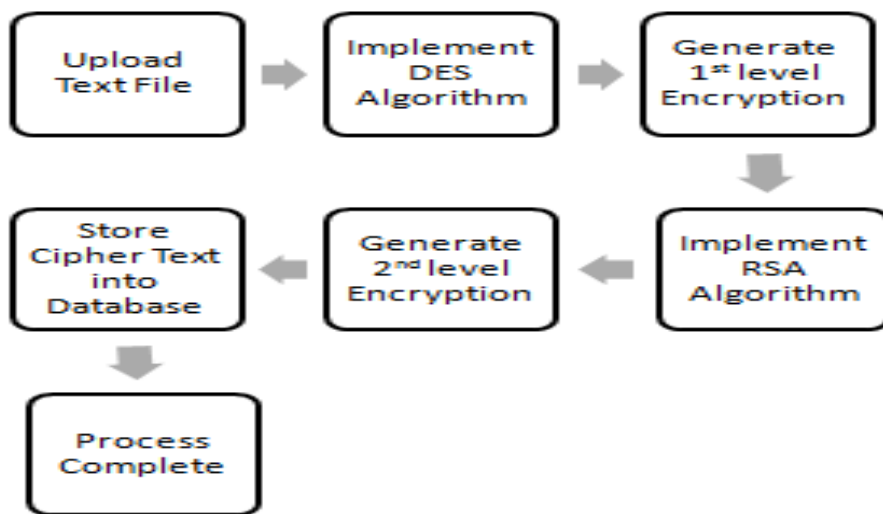 Upload
Text File
Implement
DES
Algorithm
Generate
1st level
Encryption
Implement
RSA
Algorithm
Generate
2nd level
Encryption
Store
Cipher Text
into
Database
Process
Complete